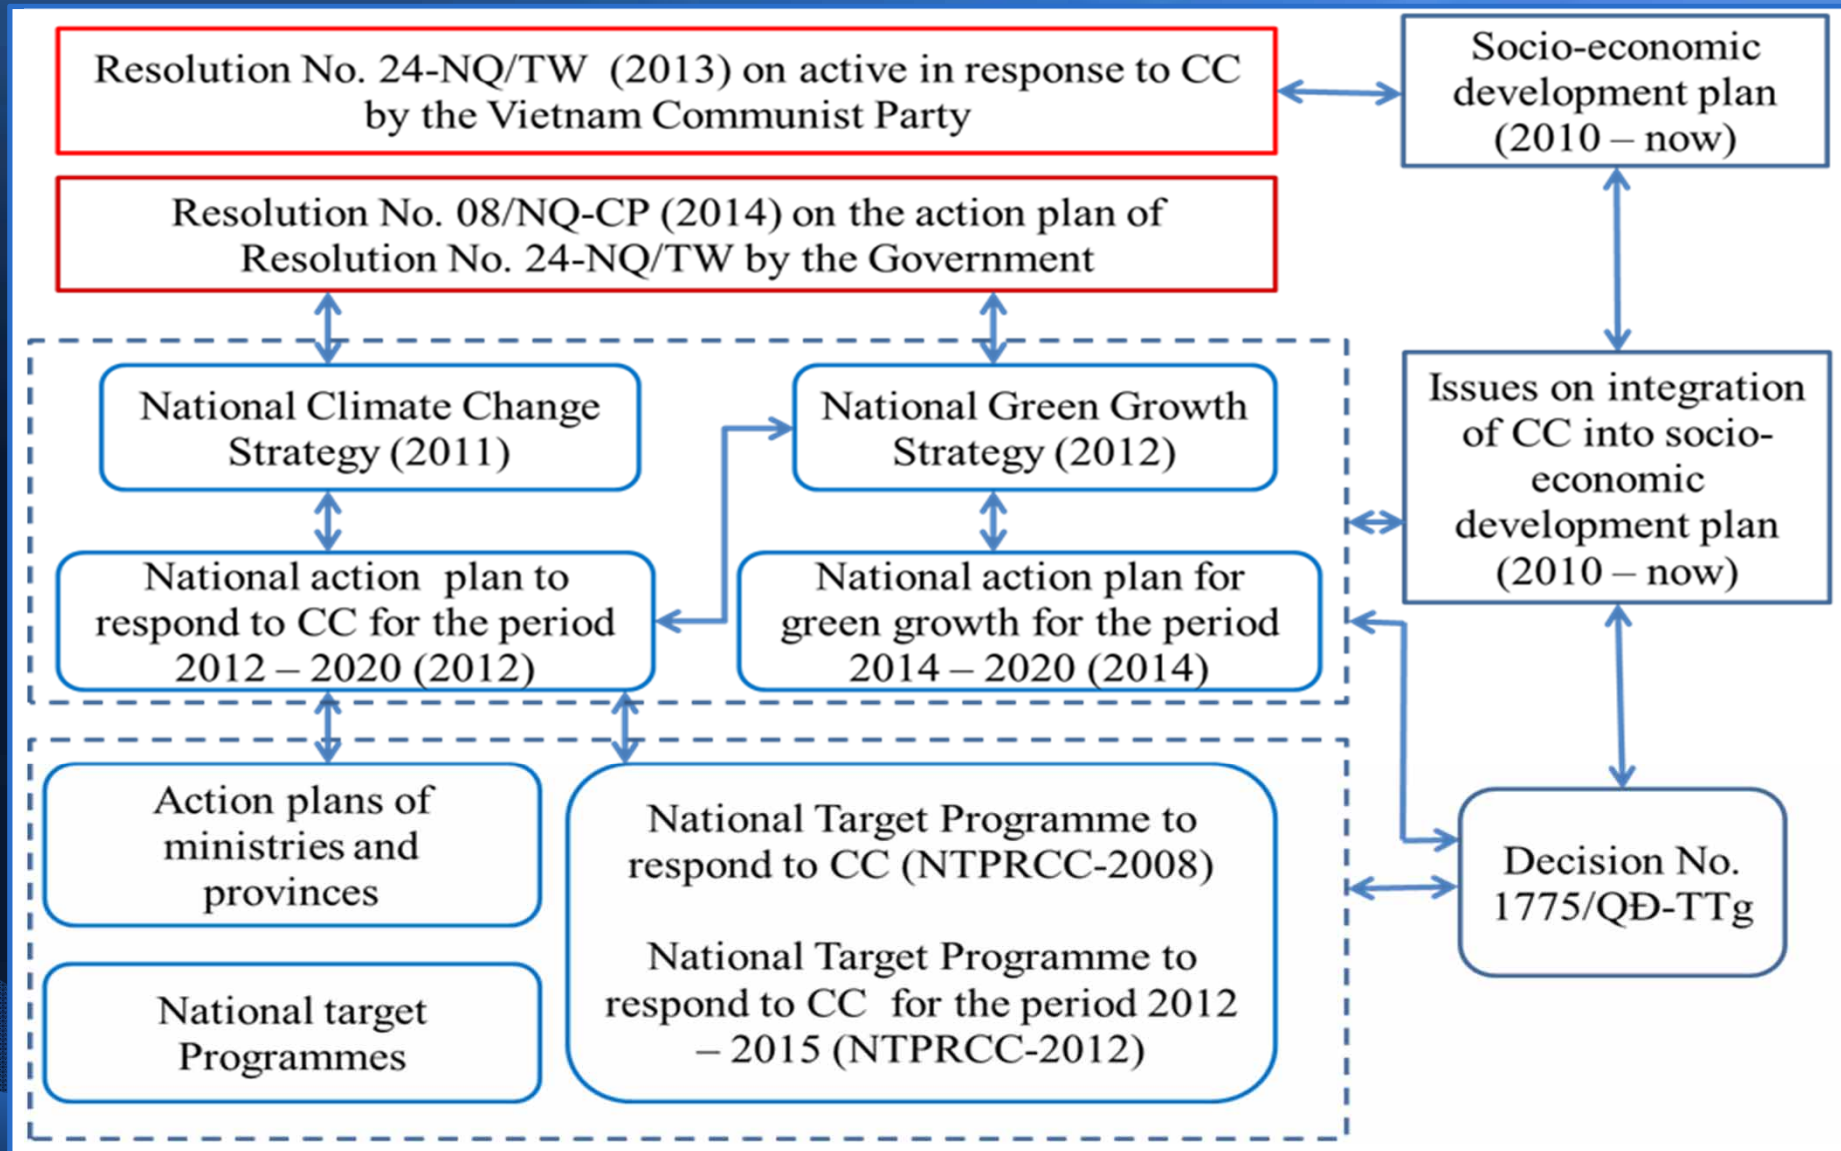 Resolution No. 24-NQ/TW (2013) on active in response to CC
by the Vietnam Communist Party
Socio-economic
development plan
(2010 – now)
Resolution No. 08/NQ-CP (2014) on the action plan of
Resolution No. 24-NQ/TW by the Government
National Climate Change
Strategy (2011)
National Green Growth
Strategy (2012)
Issues on integration
of CC into socio-
economic
development plan
(2010 – now)
National action plan to
respond to CC for the period
2012 – 2020 (2012)
National action plan for
green growth for the period
2014 – 2020 (2014)
Action plans of
ministries and
provinces
National Target Programme to
respond to CC (NTPRCC-2008)
National Target Programme to
respond to CC for the period 2012
– 2015 (NTPRCC-2012)
Decision No.
1775/QĐ-TTg
National target
Programmes